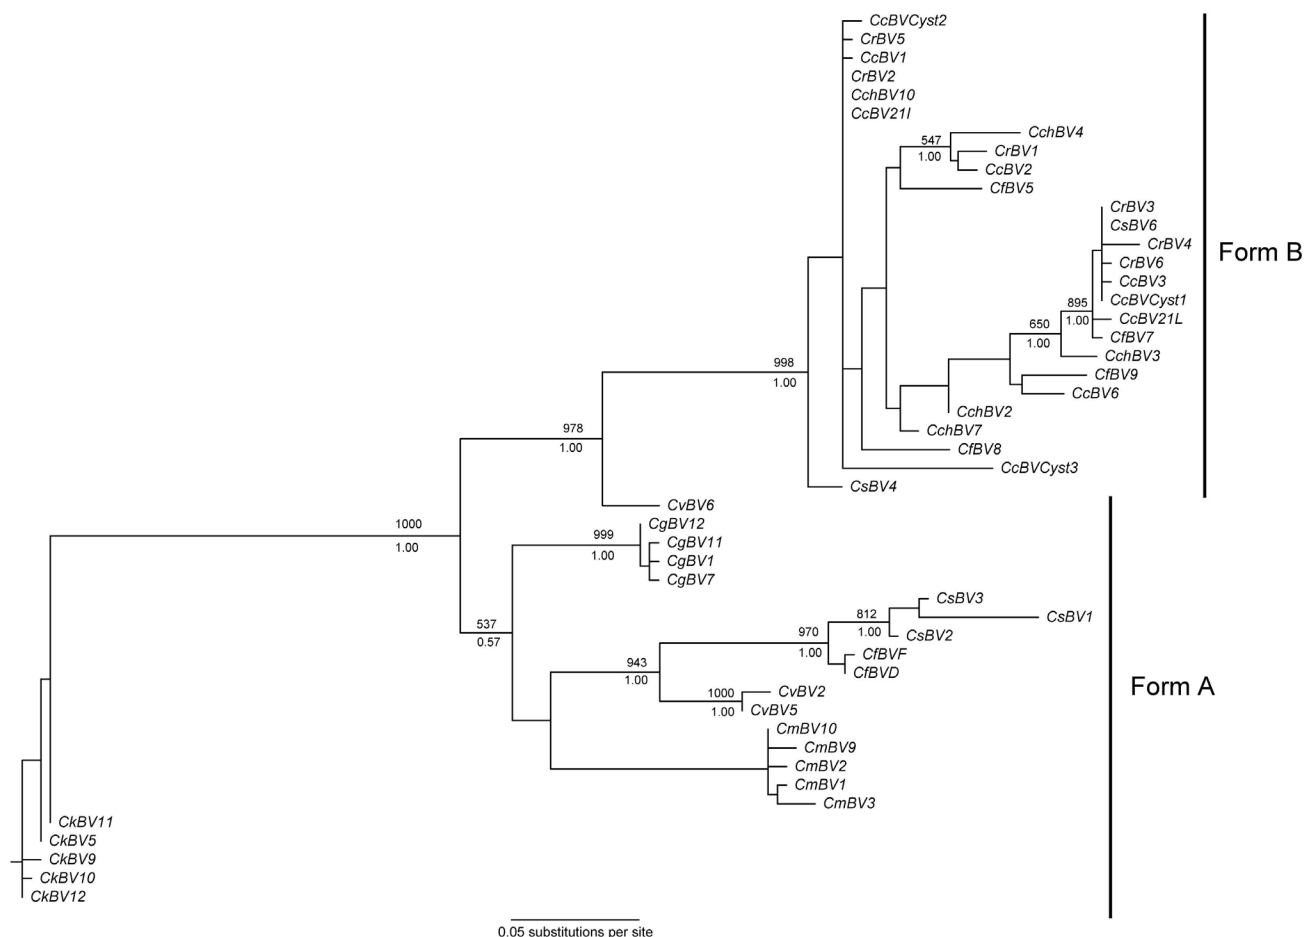 CcBVCyst2
CrBV5
CcBV1
CrBV2
CchBV10
CcBV21l
547
1.00
CchBV4
CrBV1
CcBV2
CfBV5
CrBV3
CsBV6
CrBV4
CrBV6
CcBV3
CcBVCyst1
895
1.00
CcBV21L
CfBV7
650
1.00
CchBV3
CfBV9
CcBV6
CchBV2
CchBV7
CfBV8
CcBVCyst3
CsBV4
Form B
998
1.00
978
1.00
CvBV6
1000
1.00
999
1.00
CgBV12
CgBV11
CgBV1
CgBV7
537
0.57
CsBV3
812
1.00
CsBV1
CsBV2
970
1.00
CfBVF
CfBVD
943
1.00
1000
1.00
CvBV2
CvBV5
CmBV10
CmBV9
CmBV2
CmBV1
CmBV3
Form A
CkBV11
CkBV5
CkBV9
CkBV10
CkBV12
0.05 substitutions per site